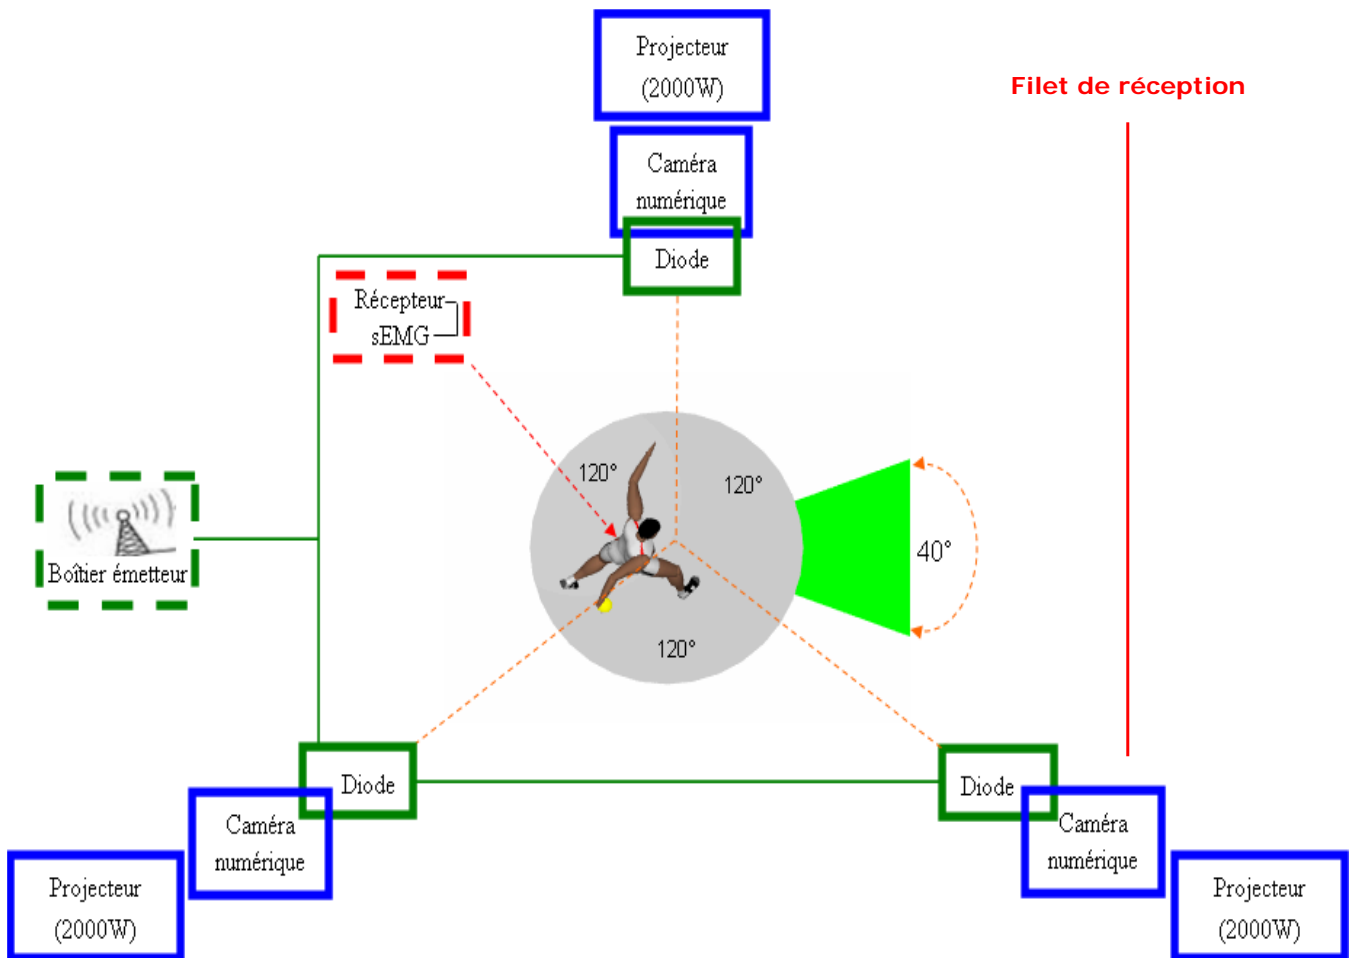 Projecteur
(2000W)
Filet de réception
Caméra
numérique
Diode
Récepteur
sEMG
120°
120°
40°
Boîtier émetteur
120°
Diode
Diode
Caméra
numérique
Caméra
numérique
Projecteur
(2000W)
Projecteur
(2000W)